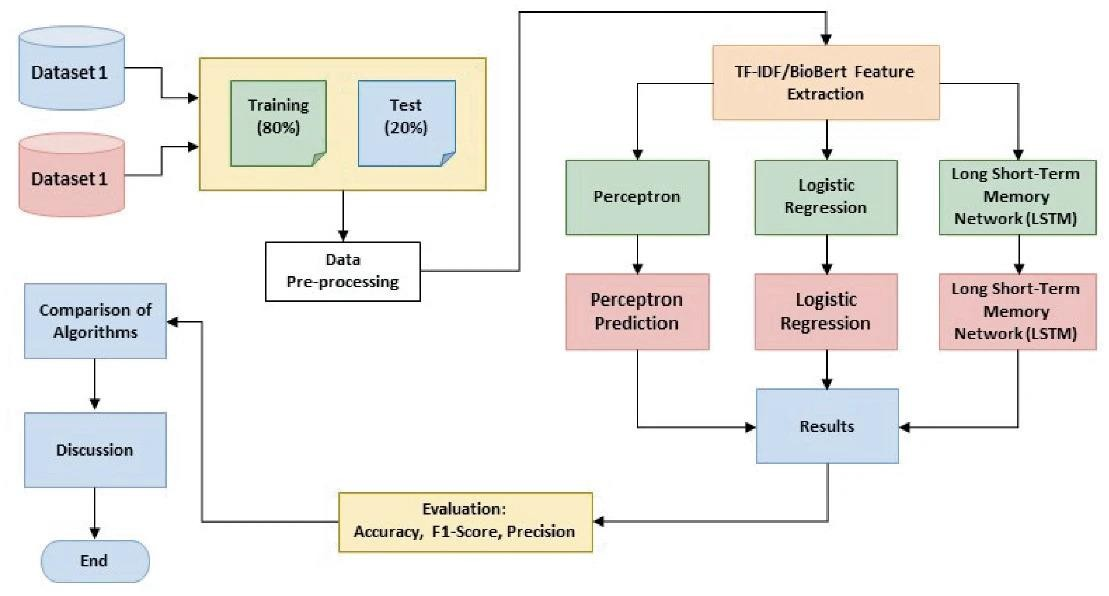 Dataset 1
Dataset 1
Training
(80%)
Test
(20%)
Data
Pre-processing
TF-IDF/BioBert Feature
Extraction
Perceptron
Logistic
Regression
Long Short-Term
Memory
Network (LSTM)
Perceptron
Prediction
Logistic
Regression
Long Short-Term
Memory
Network (LSTM)
Results
Evaluation:
Accuracy, F1-Score, Precision
Comparison of
Algorithms
Discussion
End